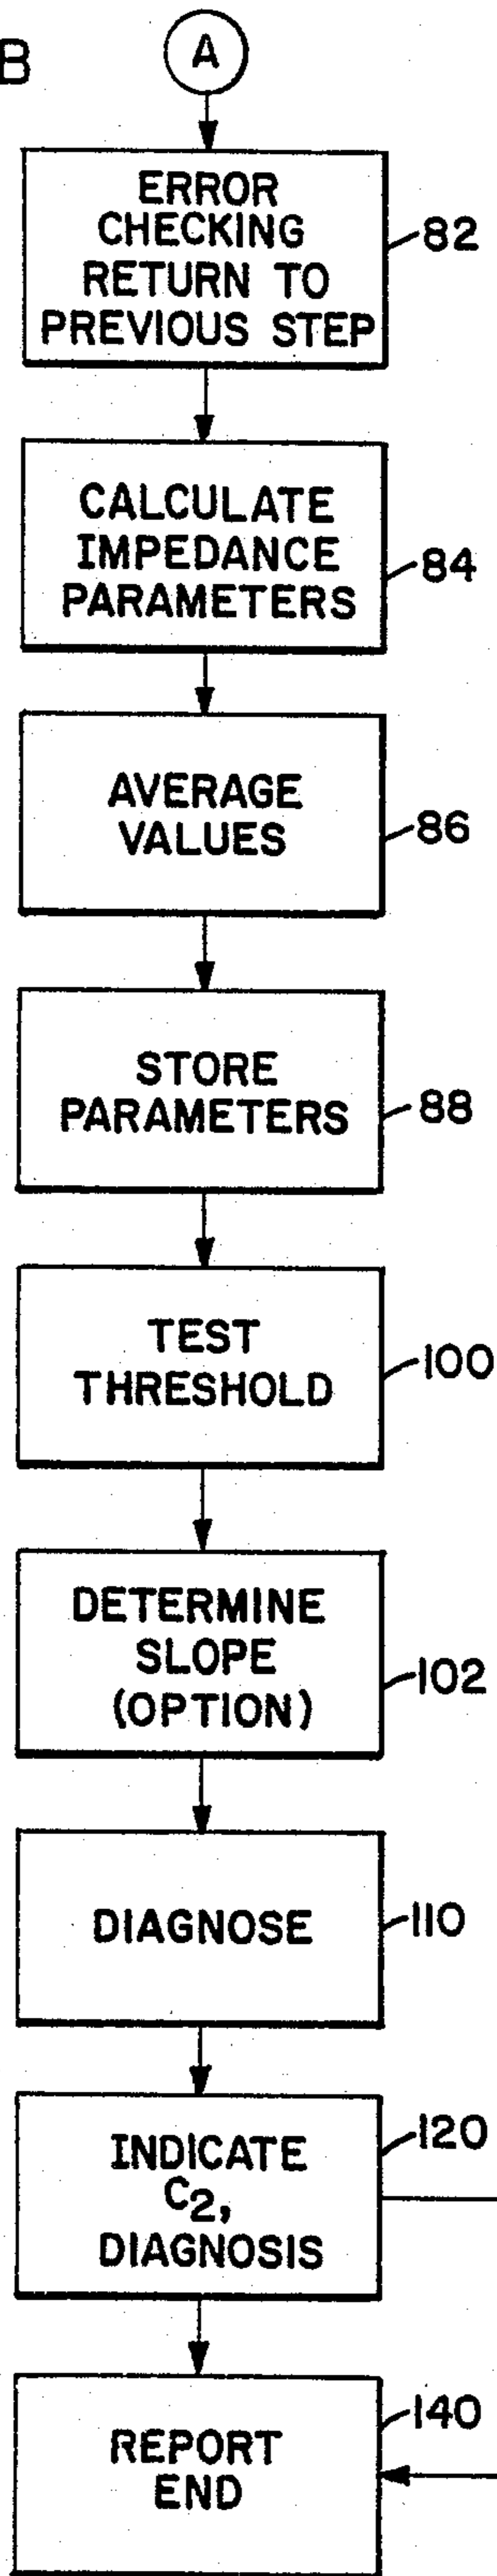 B
A
ERROR
CHECKING
RETURN TO
PREVIOUS STEP
82
CALCULATE
IMPEDANCE
PARAMETERS
84
AVERAGE
VALUES
86
STORE
PARAMETERS
88
TEST
THRESHOLD
100
DETERMINE
SLOPE
(OPTION)
102
DIAGNOSE
110
INDICATE
C₂,
DIAGNOSIS
120
REPORT
END
140